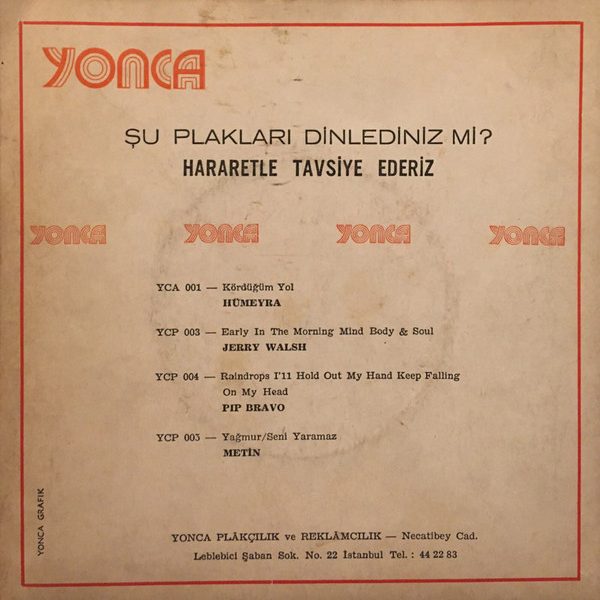 YONCA
ŞU PLAKLARI DİNLEDİNİZ Mİ?
HARARETLE TAVSİYE EDERİZ
YONCA YONCA YONCA YONCA
YCA 001 — Kördüğüm Yol
HÜMEYRA
YCP 003 — Early In The Morning Mind Body & Soul
JERRY WALSH
YCP 004 — Raindrops I'll Hold Out My Hand Keep Falling
On My Head
PIP BRAVO
YCP 005 — Yağmur/Seni Yaramaz
METİN
YONCA GRAFIK
YONCA PLÂKÇILIK ve REKLÂMCILIK — Necatibey Cad.
Leblebici Şaban Sok. No. 22 İstanbul Tel. : 44 22 83